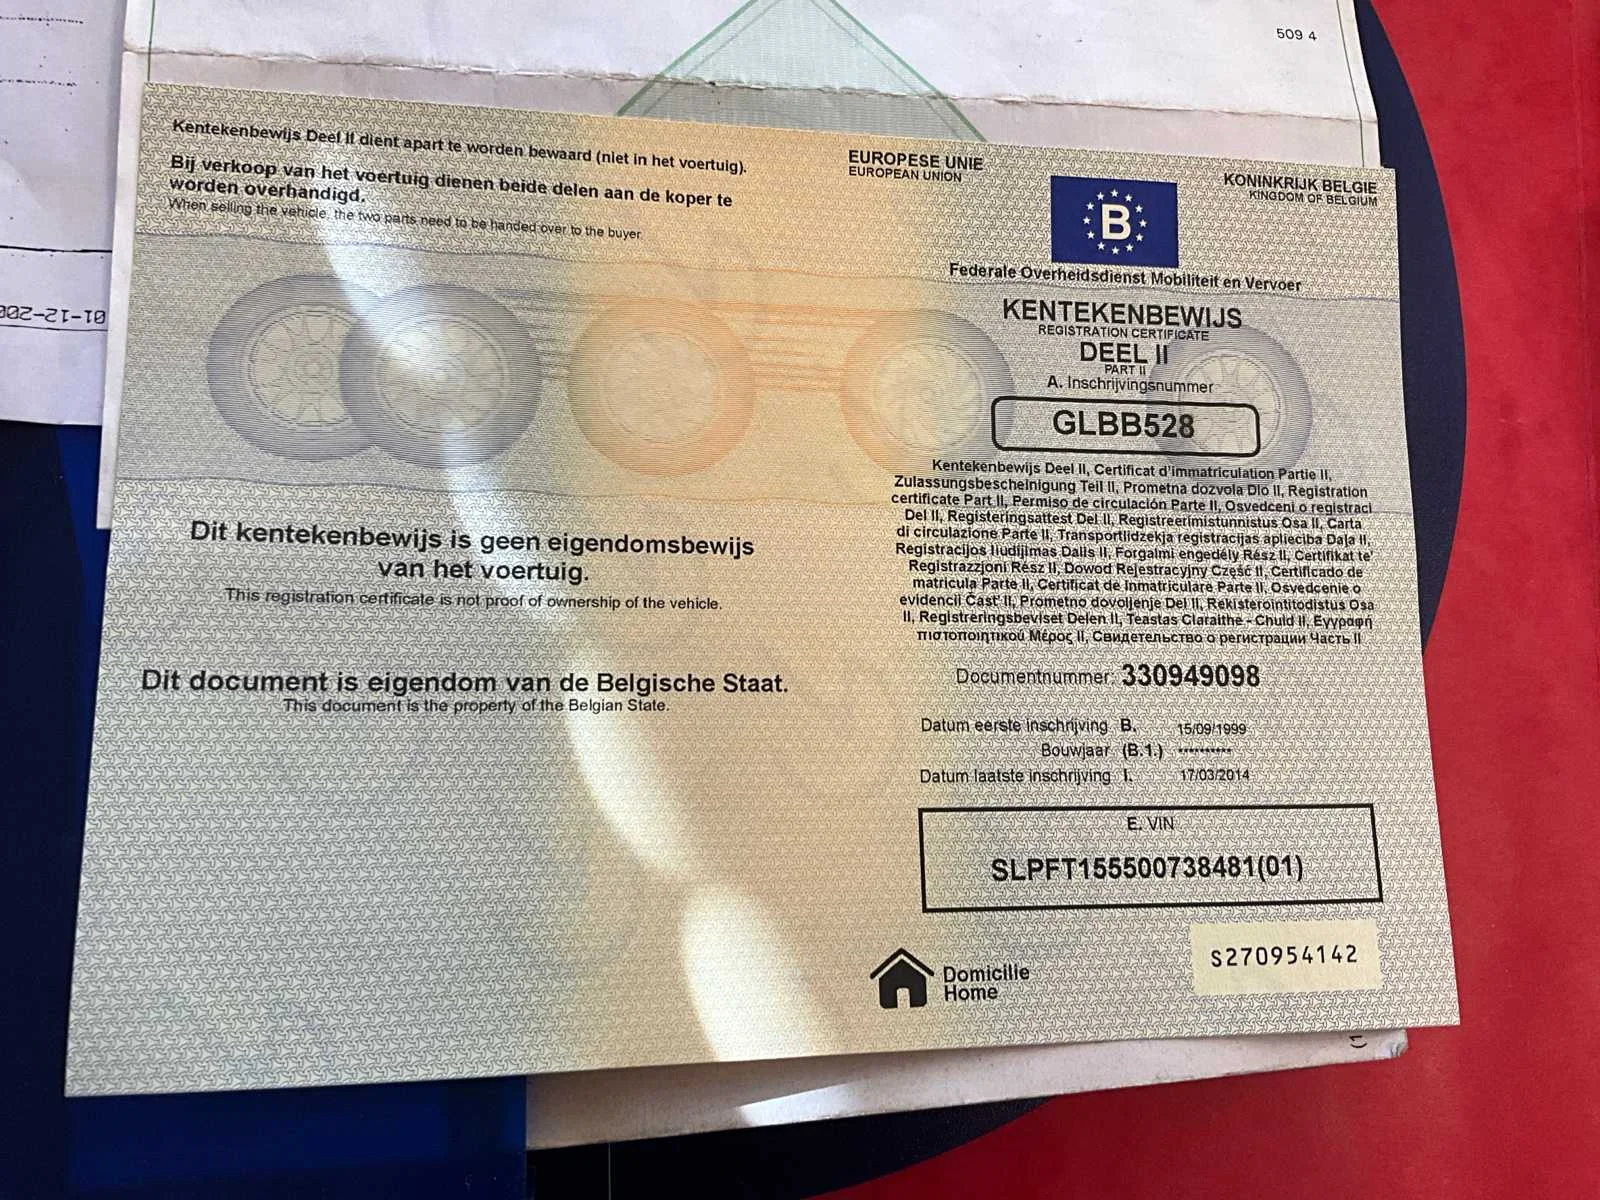 509 4
Kentekenbewijs Deel II dient apart te worden bewaard (niet in het voertuig).
Bij verkoop van het voertuig dienen beide delen aan de koper te
worden overhandigd.
When selling the vehicle, the two parts need to be handed over to the buyer.
01-12-200
Dit kentekenbewijs is geen eigendomsbewijs
van het voertuig.
This registration certificate is not proof of ownership of the vehicle.
Dit document is eigendom van de Belgische Staat.
This document is the property of the Belgian State.
EUROPESE UNIE
EUROPEAN UNION
B
KONINKRIJK BELGIE
KINGDOM OF BELGIUM
Federale Overheidsdienst Mobiliteit en Vervoer
KENTEKENBEWIJS
REGISTRATION CERTIFICATE
DEEL II
PART II
A. Inschrijvingsnummer
GLBB528
Kentekenbewijs Deel II, Certificat d'immatriculation Partie II,
Zulassungsbescheinigung Teil II, Prometna dozvola Dio II, Registration
certificate Part II, Permiso de circulación Parte II, Osvedceni o registraci
Del II, Registeringsattest Del II, Registreerimistunnistus Osa II, Carta
di circulazione Parte II, Transportlidzekja registracijas aplieciba Daļa II,
Registracijos liudijimas Dalis II, Forgalmi engedély Rész II, Certifikat te'
Registrazzjoni Rész II, Dowod Rejestracyjny Część II, Certificado de
matricula Parte II, Certificat de Inmatriculare Parte II, Osvedcenie o
evidencii Časť II, Prometno dovoljenje Del II, Rekisterointitodistus Osa
II, Registreringsbeviset Delen II, Teastas Claraithe - Chuid II, Εγγραφή
πιστοποιητικού Μέρος II, Свидетельство о регистрации Часть II
Documentnummer: 330949098
Datum eerste inschrijving B. 15/09/1999
Bouwjaar (B.1.) **********
Datum laatste inschrijving I. 17/03/2014
E. VIN
SLPFT155500738481(01)
Domicilie
Home
S270954142